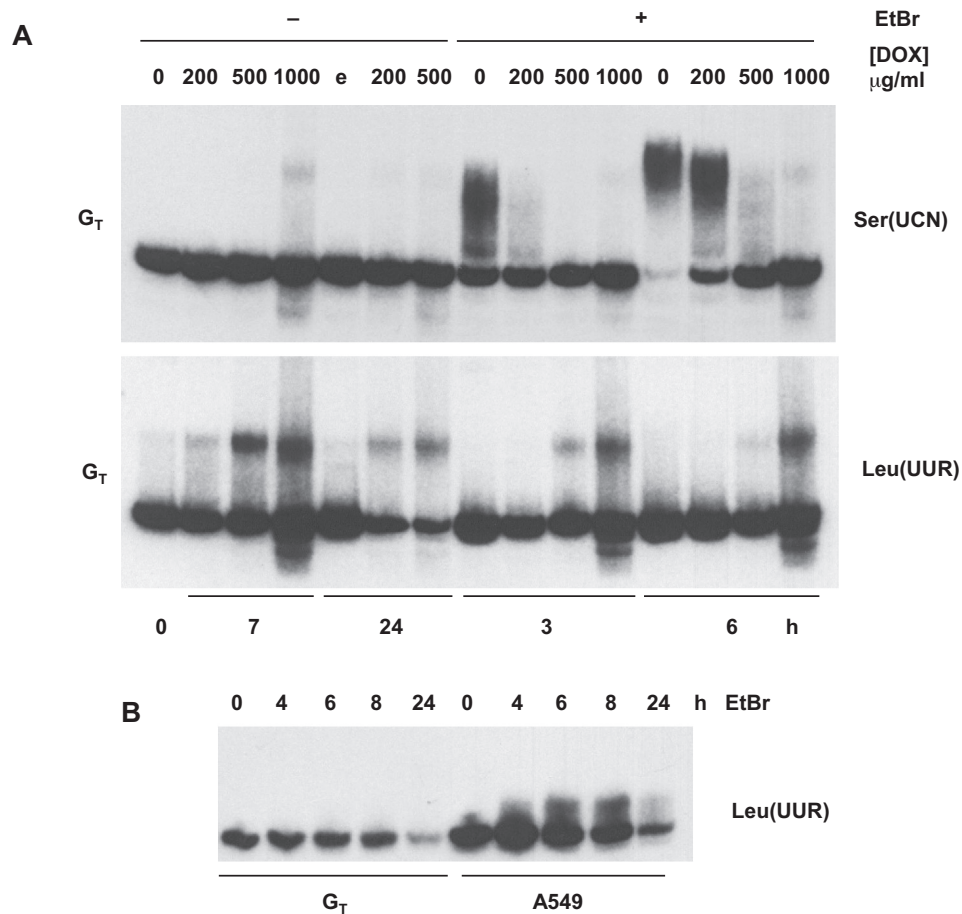 A
– + EtBr
[DOX]
0 200 500 1000 e 200 500 0 200 500 1000 0 200 500 1000 μg/ml
G_T Ser(UCN)
G_T Leu(UUR)
0 7 24 3 6 h
B
0 4 6 8 24 0 4 6 8 24 h EtBr
Leu(UUR)
G_T A549